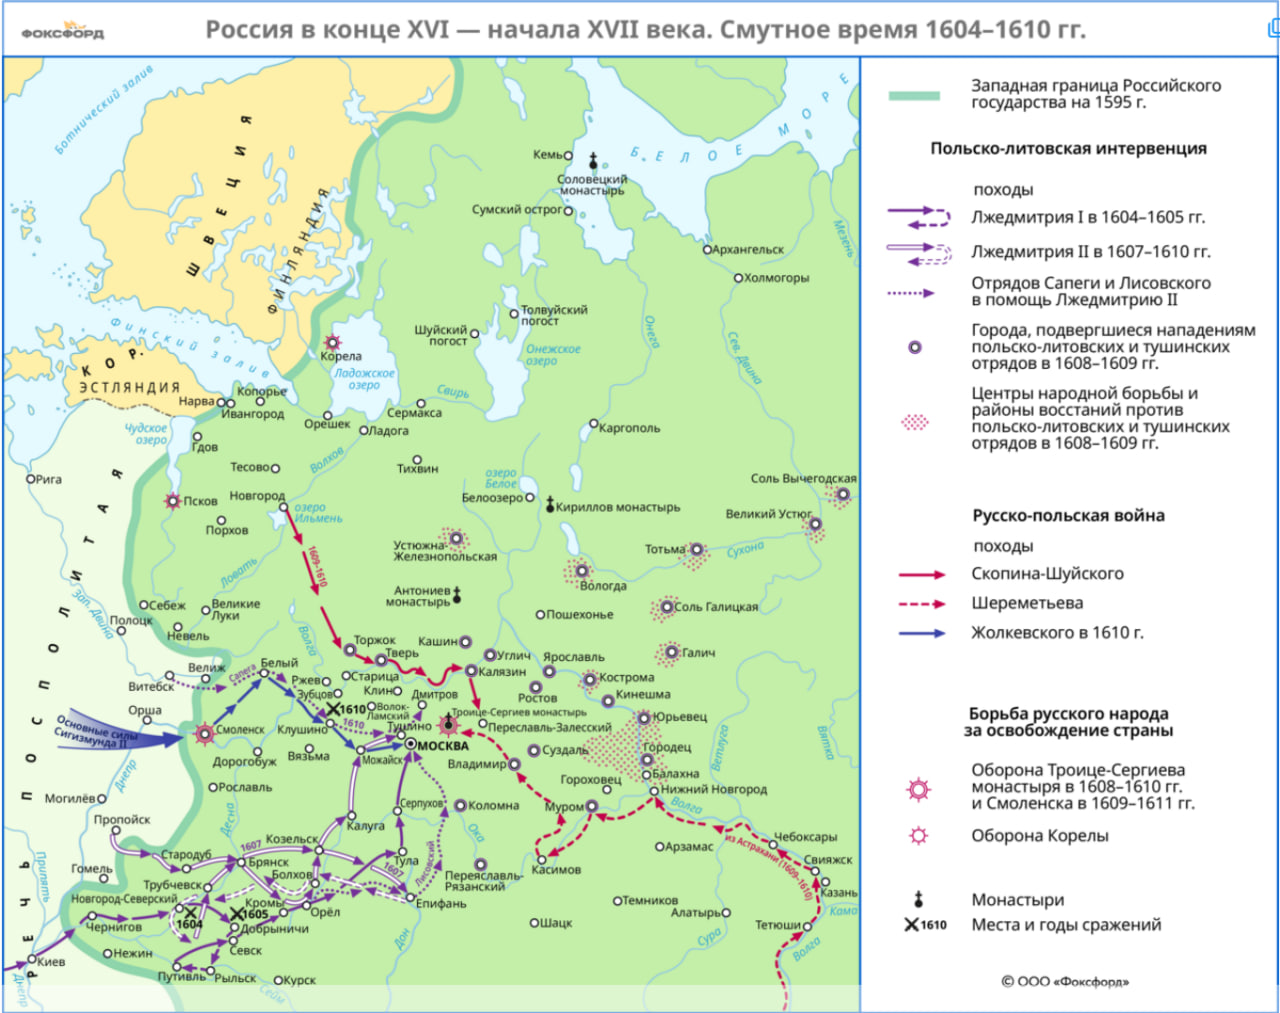 ФОКСФОРД
Россия в конце XVI — начала XVII века. Смутное время 1604–1610 гг.
Ботнический залив
ШВЕЦИЯ
ФИНЛЯНДИЯ
Финский залив
БЕЛОЕ МОРЕ
Мезень
Кемь
Соловецкий
монастырь
Сумский острог
Архангельск
Холмогоры
Толвуйский
погост
Шуйский
погост
Онежское
озеро
Онега
Сев. Двина
Корела
Ладожское
озеро
КОР.
ЭСТЛЯНДИЯ
Свирь
Нарва
Копорье
Ивангород
Орешек
Сермакса
Ладога
Каргополь
Чудское
озеро
Гдов
Тесово
Волхов
Тихвин
Рига
озеро
Белое
Соль Вычегодская
Псков
Новгород
озеро
Ильмень
Белоозеро
Кириллов монастырь
Великий Устюг
Порхов
1609-1610
Устюжна-
Железнопольская
Тотьма
Сухона
Ловать
Вологда
Антониев
монастырь
РЕЧЬ ПОСПОЛИТАЯ
Зап. Двина
Себеж
Великие
Луки
Пошехонье
Соль Галицкая
Полоцк
Невель
Волга
Торжок
Тверь
Кашин
Углич
Ярославль
Галич
Велиж
Сапега
Белый
Ржев
Старица
Калязин
Кострома
Витебск
Зубцов
Клин
Дмитров
Ростов
Кинешма
Орша
1610
Волок-
Ламский
Троице-Сергиев монастырь
Юрьевец
Основные силы
Сигизмунда II
Смоленск
Клушино
1610
Тушино
Переславль-Залесский
Ветлуга
Вятка
МОСКВА
Суздаль
Городец
Дорогобуж
Вязьма
Можайск
Владимир
Балахна
Днепр
Рославль
Гороховец
Нижний Новгород
Могилёв
Серпухов
Коломна
Муром
Волга
Пропойск
Десна
Калуга
Ока
из Астрахани (1609-1610)
Чебоксары
Козельск
1607
Арзамас
Стародуб
Брянск
Тула
Лисовский
Свияжск
Припять
Гомель
Болхов
1607
Переяславль-
Рязанский
Касимов
Трубчевск
Казань
Новгород-Северский
Кромы
Епифань
Темников
Кама
1604
1605
Орёл
Алатырь
Чернигов
Добрыничи
Шацк
Тетюши
Севск
Дон
Сура
Волга
Киев
Нежин
Путивль
Рыльск
Курск
Сейм
Днепр
Западная граница Российского
государства на 1595 г.
Польско-литовская интервенция
походы
Лжедмитрия I в 1604–1605 гг.
Лжедмитрия II в 1607–1610 гг.
Отрядов Сапеги и Лисовского
в помощь Лжедмитрию II
Города, подвергшиеся нападениям
польско-литовских и тушинских
отрядов в 1608–1609 гг.
Центры народной борьбы и
районы восстаний против
польско-литовских и тушинских
отрядов в 1608–1609 гг.
Русско-польская война
походы
Скопина-Шуйского
Шереметьева
Жолкевского в 1610 г.
Борьба русского народа
за освобождение страны
Оборона Троице-Сергиева
монастыря в 1608–1610 гг.
и Смоленска в 1609–1611 гг.
Оборона Корелы
Монастыри
1610 Места и годы сражений
© ООО «Фоксфорд»